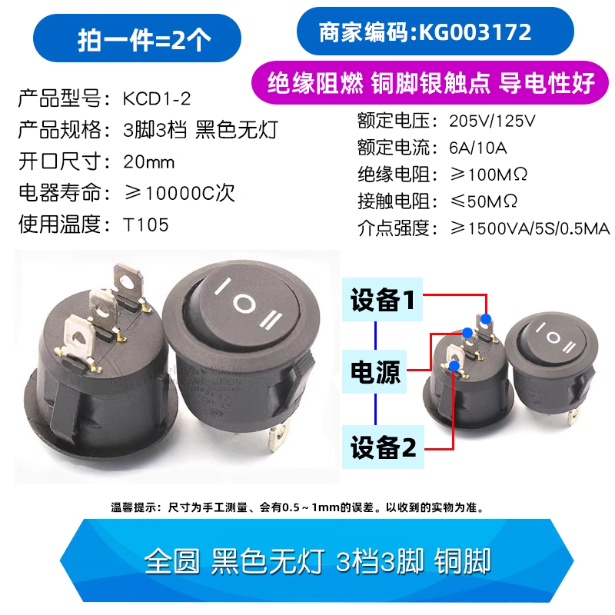 拍一件=2个
商家编码:KG003172
绝缘阻燃 铜脚银触点 导电性好
产品型号: KCD1-2
产品规格: 3脚3档 黑色无灯
开口尺寸: 20mm
电器寿命: ≥10000C次
使用温度: T105
额定电压: 205V/125V
额定电流: 6A/10A
绝缘电阻: ≥100MΩ
接触电阻: ≤50MΩ
介点强度: ≥1500VA/5S/0.5MA
I O II
设备1
电源
设备2
I O II
温馨提示: 尺寸为手工测量、会有0.5~1mm的误差。以收到的实物为准。
全圆 黑色无灯 3档3脚 铜脚